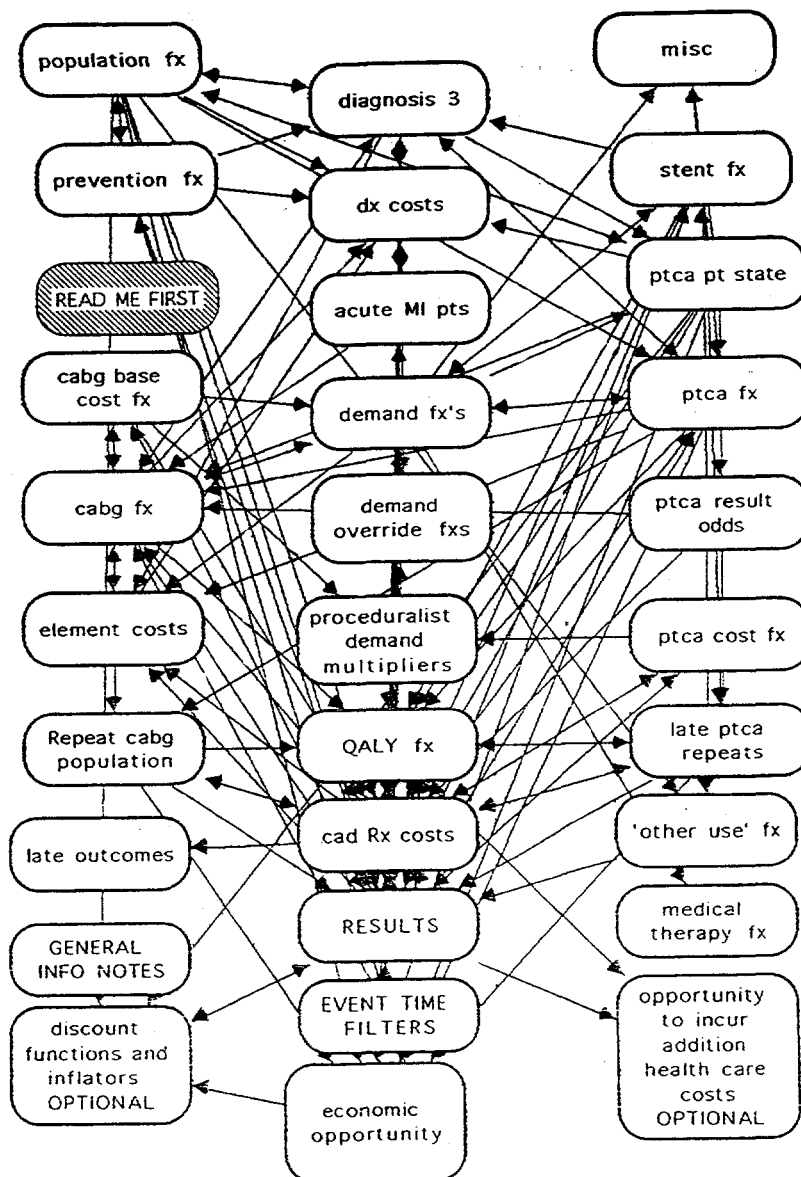 population fx
diagnosis 3
misc
prevention fx
dx costs
stent fx
READ ME FIRST
acute MI pts
ptca pt state
cabg base
cost fx
demand fx's
ptca fx
cabg fx
demand
override fxs
ptca result
odds
element costs
proceduralist
demand
multipliers
ptca cost fx
Repeat cabg
population
QALY fx
late ptca
repeats
late outcomes
cad Rx costs
'other use' fx
GENERAL
INFO NOTES
RESULTS
medical
therapy fx
discount
functions and
inflators
OPTIONAL
EVENT TIME
FILTERS
opportunity
to incur
addition
health care
costs
OPTIONAL
economic
opportunity